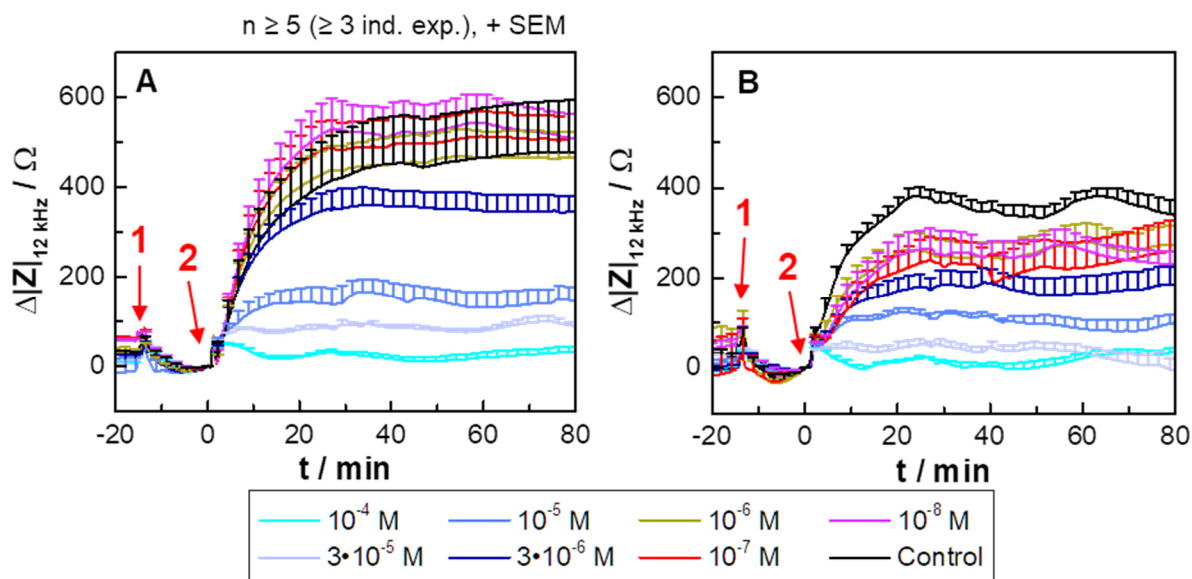 n ≥ 5 (≥ 3 ind. exp.), + SEM
A
Δ|Z|12 kHz / Ω
600
400
200
0
1
2
-20 0 20 40 60 80
t / min
B
Δ|Z|12 kHz / Ω
600
400
200
0
1
2
-20 0 20 40 60 80
t / min
10⁻⁴ M 10⁻⁵ M 10⁻⁶ M 10⁻⁸ M
3•10⁻⁵ M 3•10⁻⁶ M 10⁻⁷ M Control